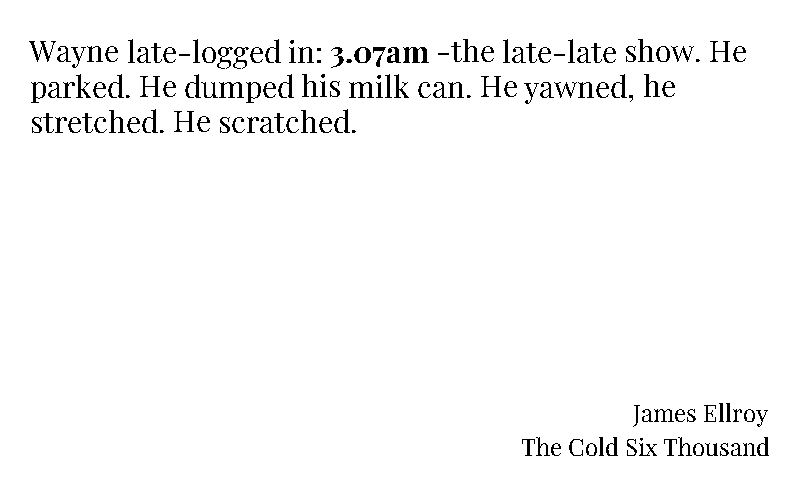 Wayne late-logged in: 3.07am -the late-late show. He
parked. He dumped his milk can. He yawned, he
stretched. He scratched.
James Ellroy
The Cold Six Thousand